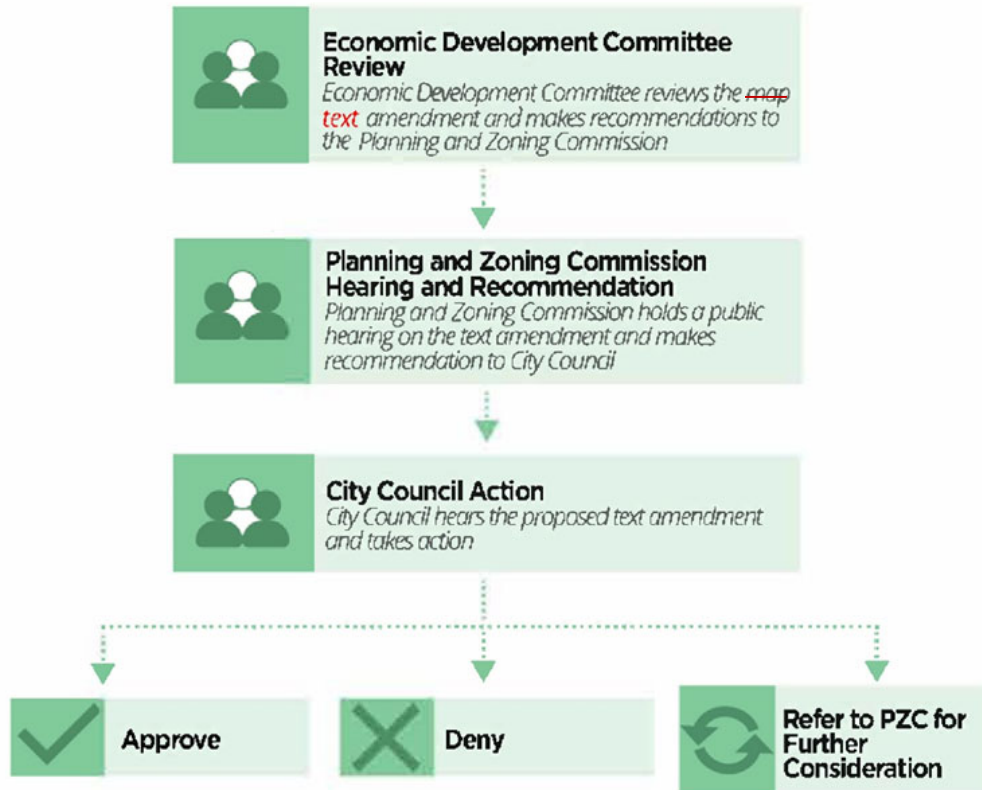 Economic Development Committee
Review
Economic Development Committee reviews the map
text amendment and makes recommendations to
the Planning and Zoning Commission
Planning and Zoning Commission
Hearing and Recommendation
Planning and Zoning Commission holds a public
hearing on the text amendment and makes
recommendation to City Council
City Council Action
City Council hears the proposed text amendment
and takes action
Approve
Deny
Refer to PZC for
Further
Consideration